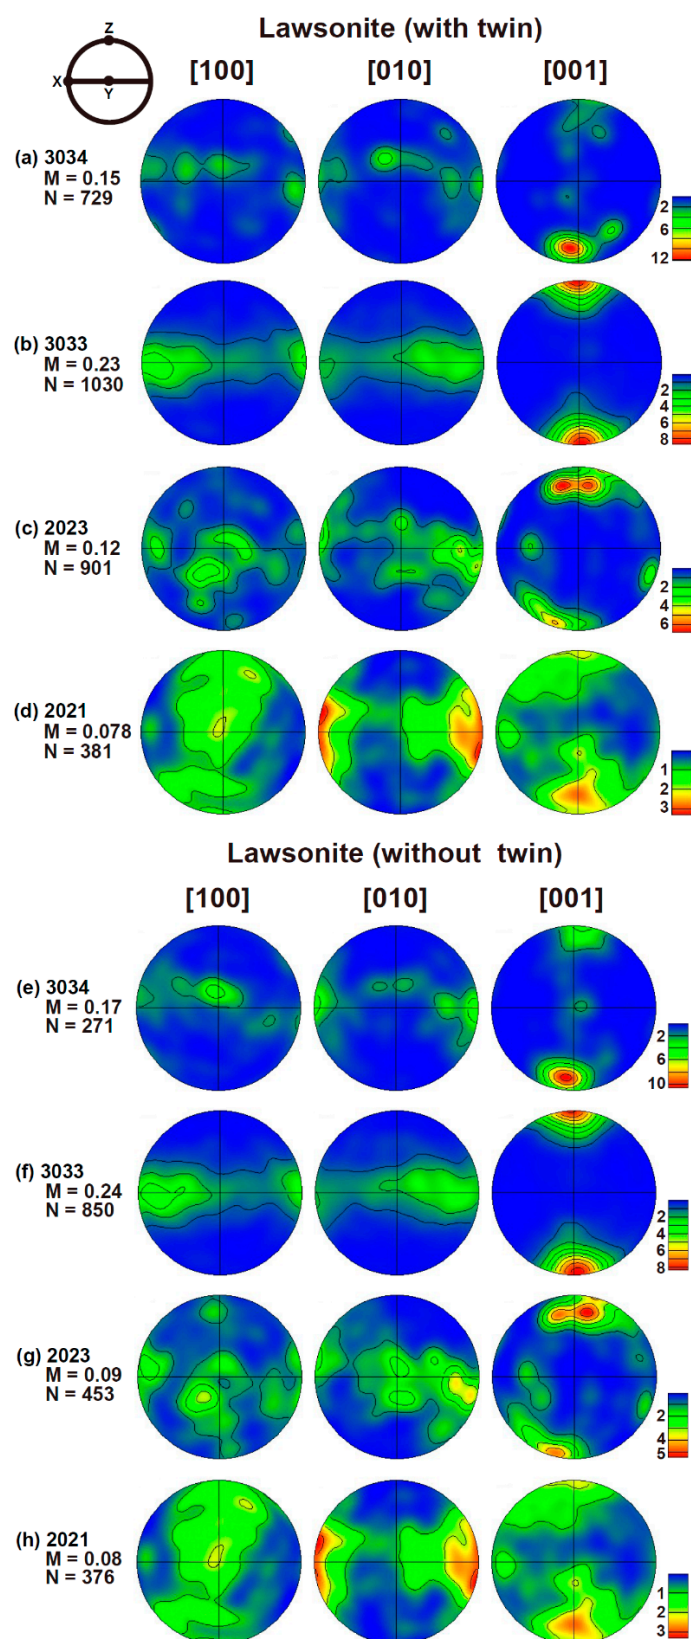 Lawsonite (with twin)
Z
X
Y
[100] [010] [001]
(a) 3034
M = 0.15
N = 729
2
6
12
(b) 3033
M = 0.23
N = 1030
2
4
6
8
(c) 2023
M = 0.12
N = 901
2
4
6
(d) 2021
M = 0.078
N = 381
1
2
3
Lawsonite (without twin)
[100] [010] [001]
(e) 3034
M = 0.17
N = 271
2
6
10
(f) 3033
M = 0.24
N = 850
2
4
6
8
(g) 2023
M = 0.09
N = 453
2
4
5
(h) 2021
M = 0.08
N = 376
1
2
3